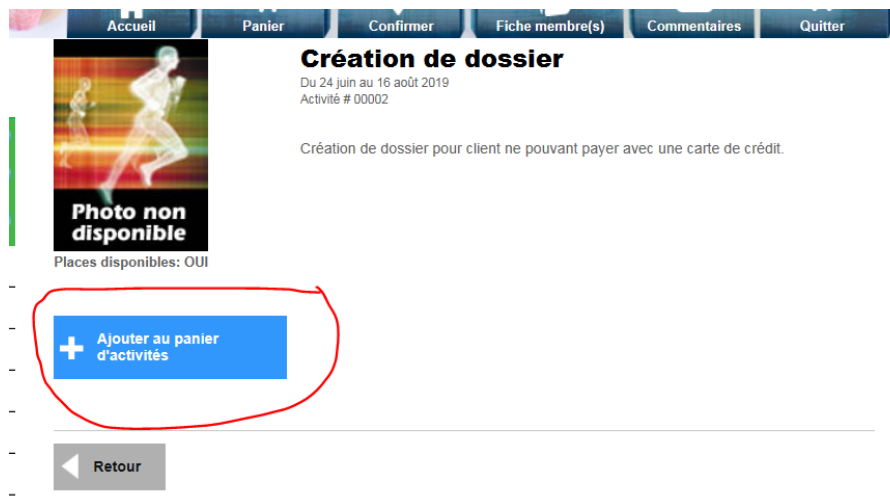 Accueil Panier Confirmer Fiche membre(s) Commentaires Quitter
Création de dossier
Du 24 juin au 16 août 2019
Activité # 00002
Création de dossier pour client ne pouvant payer avec une carte de crédit.
Photo non
disponible
Places disponibles: OUI
Ajouter au panier
d'activités
Retour